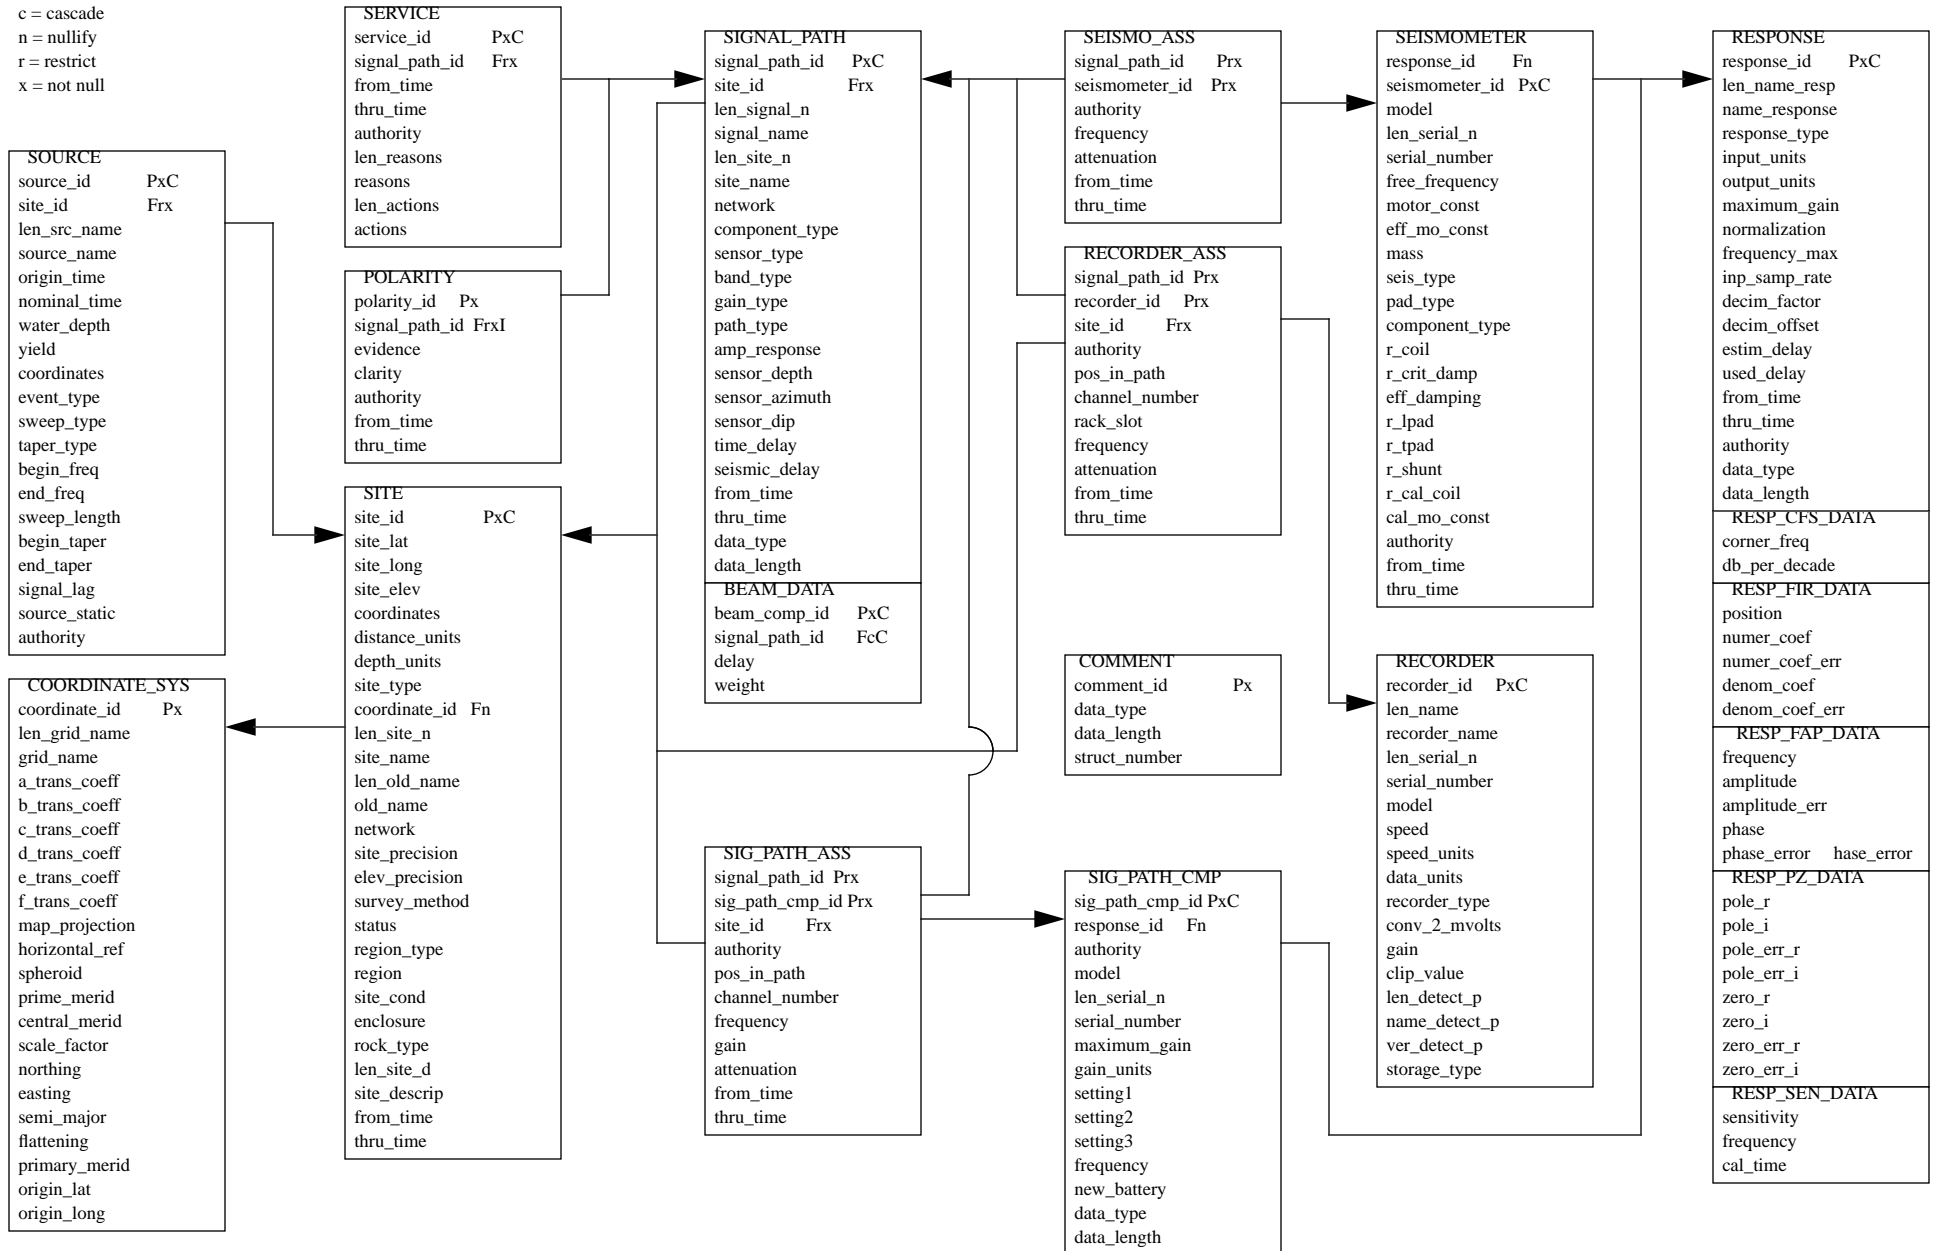 c = cascade
n = nullify
r = restrict
x = not null
SOURCE
source_id PxC
site_id Frx
len_src_name
source_name
origin_time
nominal_time
water_depth
yield
coordinates
event_type
sweep_type
taper_type
begin_freq
end_freq
sweep_length
begin_taper
end_taper
signal_lag
source_static
authority
COORDINATE_SYS
coordinate_id Px
len_grid_name
grid_name
a_trans_coeff
b_trans_coeff
c_trans_coeff
d_trans_coeff
e_trans_coeff
f_trans_coeff
map_projection
horizontal_ref
spheroid
prime_merid
central_merid
scale_factor
northing
easting
semi_major
flattening
primary_merid
origin_lat
origin_long
SERVICE
service_id PxC
signal_path_id Frx
from_time
thru_time
authority
len_reasons
reasons
len_actions
actions
POLARITY
polarity_id Px
signal_path_id FrxI
evidence
clarity
authority
from_time
thru_time
SITE
site_id PxC
site_lat
site_long
site_elev
coordinates
distance_units
depth_units
site_type
coordinate_id Fn
len_site_n
site_name
len_old_name
old_name
network
site_precision
elev_precision
survey_method
status
region_type
region
site_cond
enclosure
rock_type
len_site_d
site_descrip
from_time
thru_time
SIGNAL_PATH
signal_path_id PxC
site_id Frx
len_signal_n
signal_name
len_site_n
site_name
network
component_type
sensor_type
band_type
gain_type
path_type
amp_response
sensor_depth
sensor_azimuth
sensor_dip
time_delay
seismic_delay
from_time
thru_time
data_type
data_length
BEAM_DATA
beam_comp_id PxC
signal_path_id FcC
delay
weight
SIG_PATH_ASS
signal_path_id Prx
sig_path_cmp_id Prx
site_id Frx
authority
pos_in_path
channel_number
frequency
gain
attenuation
from_time
thru_time
SEISMO_ASS
signal_path_id Prx
seismometer_id Prx
authority
frequency
attenuation
from_time
thru_time
RECORDER_ASS
signal_path_id Prx
recorder_id Prx
site_id Frx
authority
pos_in_path
channel_number
rack_slot
frequency
attenuation
from_time
thru_time
COMMENT
comment_id Px
data_type
data_length
struct_number
SIG_PATH_CMP
sig_path_cmp_id PxC
response_id Fn
authority
model
len_serial_n
serial_number
maximum_gain
gain_units
setting1
setting2
setting3
frequency
new_battery
data_type
data_length
SEISMOMETER
response_id Fn
seismometer_id PxC
model
len_serial_n
serial_number
free_frequency
motor_const
eff_mo_const
mass
seis_type
pad_type
component_type
r_coil
r_crit_damp
eff_damping
r_lpad
r_tpad
r_shunt
r_cal_coil
cal_mo_const
authority
from_time
thru_time
RECORDER
recorder_id PxC
len_name
recorder_name
len_serial_n
serial_number
model
speed
speed_units
data_units
recorder_type
conv_2_mvolts
gain
clip_value
len_detect_p
name_detect_p
ver_detect_p
storage_type
RESPONSE
response_id PxC
len_name_resp
name_response
response_type
input_units
output_units
maximum_gain
normalization
frequency_max
inp_samp_rate
decim_factor
decim_offset
estim_delay
used_delay
from_time
thru_time
authority
data_type
data_length
RESP_CFS_DATA
corner_freq
db_per_decade
RESP_FIR_DATA
position
numer_coef
numer_coef_err
denom_coef
denom_coef_err
RESP_FAP_DATA
frequency
amplitude
amplitude_err
phase
phase_error hase_error
RESP_PZ_DATA
pole_r
pole_i
pole_err_r
pole_err_i
zero_r
zero_i
zero_err_r
zero_err_i
RESP_SEN_DATA
sensitivity
frequency
cal_time